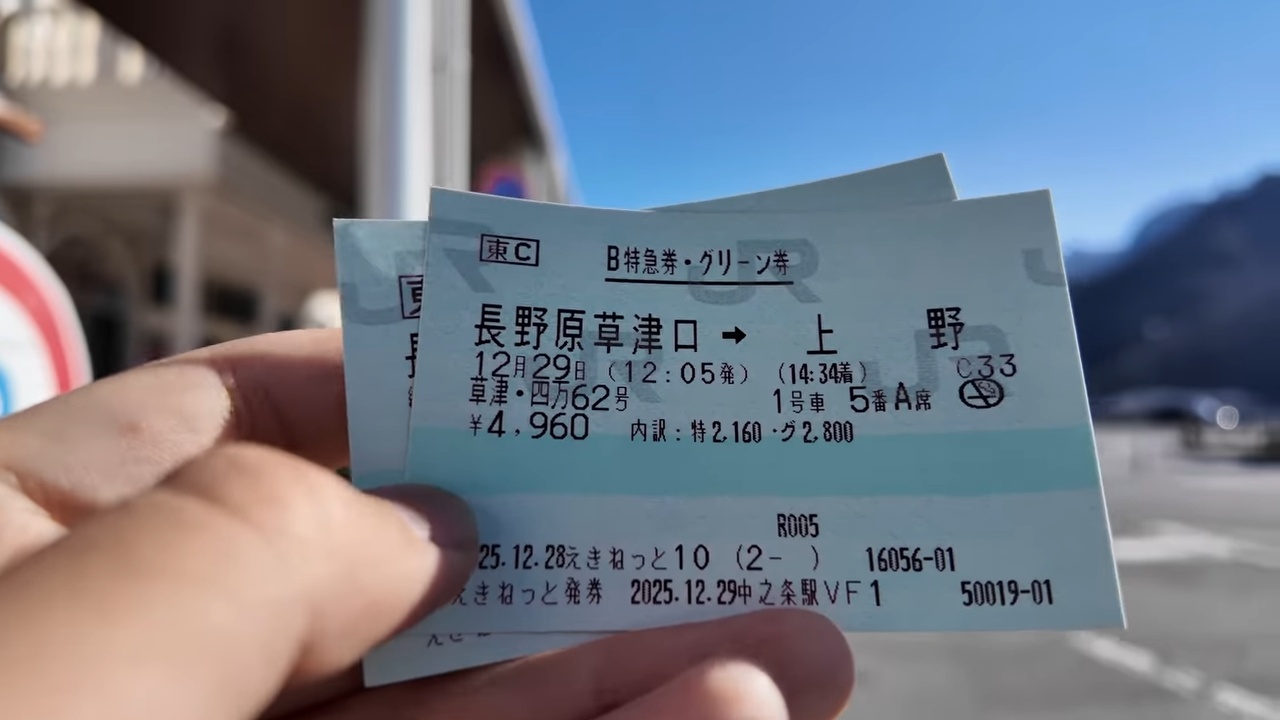 東C
B特急券・グリーン券
長野原草津口 ➡ 上 野
12月29日 (12:05発) (14:34着) C33
草津・四万62号 1号車 5番A席
¥4,960 内訳:特2,160・グ2,800
R005
25.12.28えきねっと10 (2- ) 16056-01
えきねっと発券 2025.12.29中之条駅VF1 50019-01